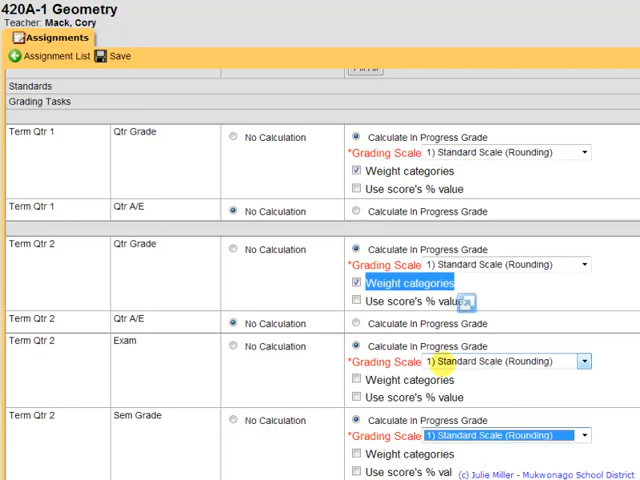 420A-1 Geometry
Teacher: Mack, Cory
Assignments
Assignment List Save
Standards
Grading Tasks
Term Qtr 1 Qtr Grade No Calculation Calculate In Progress Grade
*Grading Scale 1) Standard Scale (Rounding)
Weight categories
Use score's % value
Term Qtr 1 Qtr A/E No Calculation Calculate In Progress Grade
Term Qtr 2 Qtr Grade No Calculation Calculate In Progress Grade
*Grading Scale 1) Standard Scale (Rounding)
Weight categories
Use score's % value
Term Qtr 2 Qtr A/E No Calculation Calculate In Progress Grade
Term Qtr 2 Exam No Calculation Calculate In Progress Grade
*Grading Scale 1) Standard Scale (Rounding)
Weight categories
Use score's % value
Term Qtr 2 Sem Grade No Calculation Calculate In Progress Grade
*Grading Scale 1) Standard Scale (Rounding)
Weight categories
Use score's % val
(c) Julie Miller - Mukwonago School District